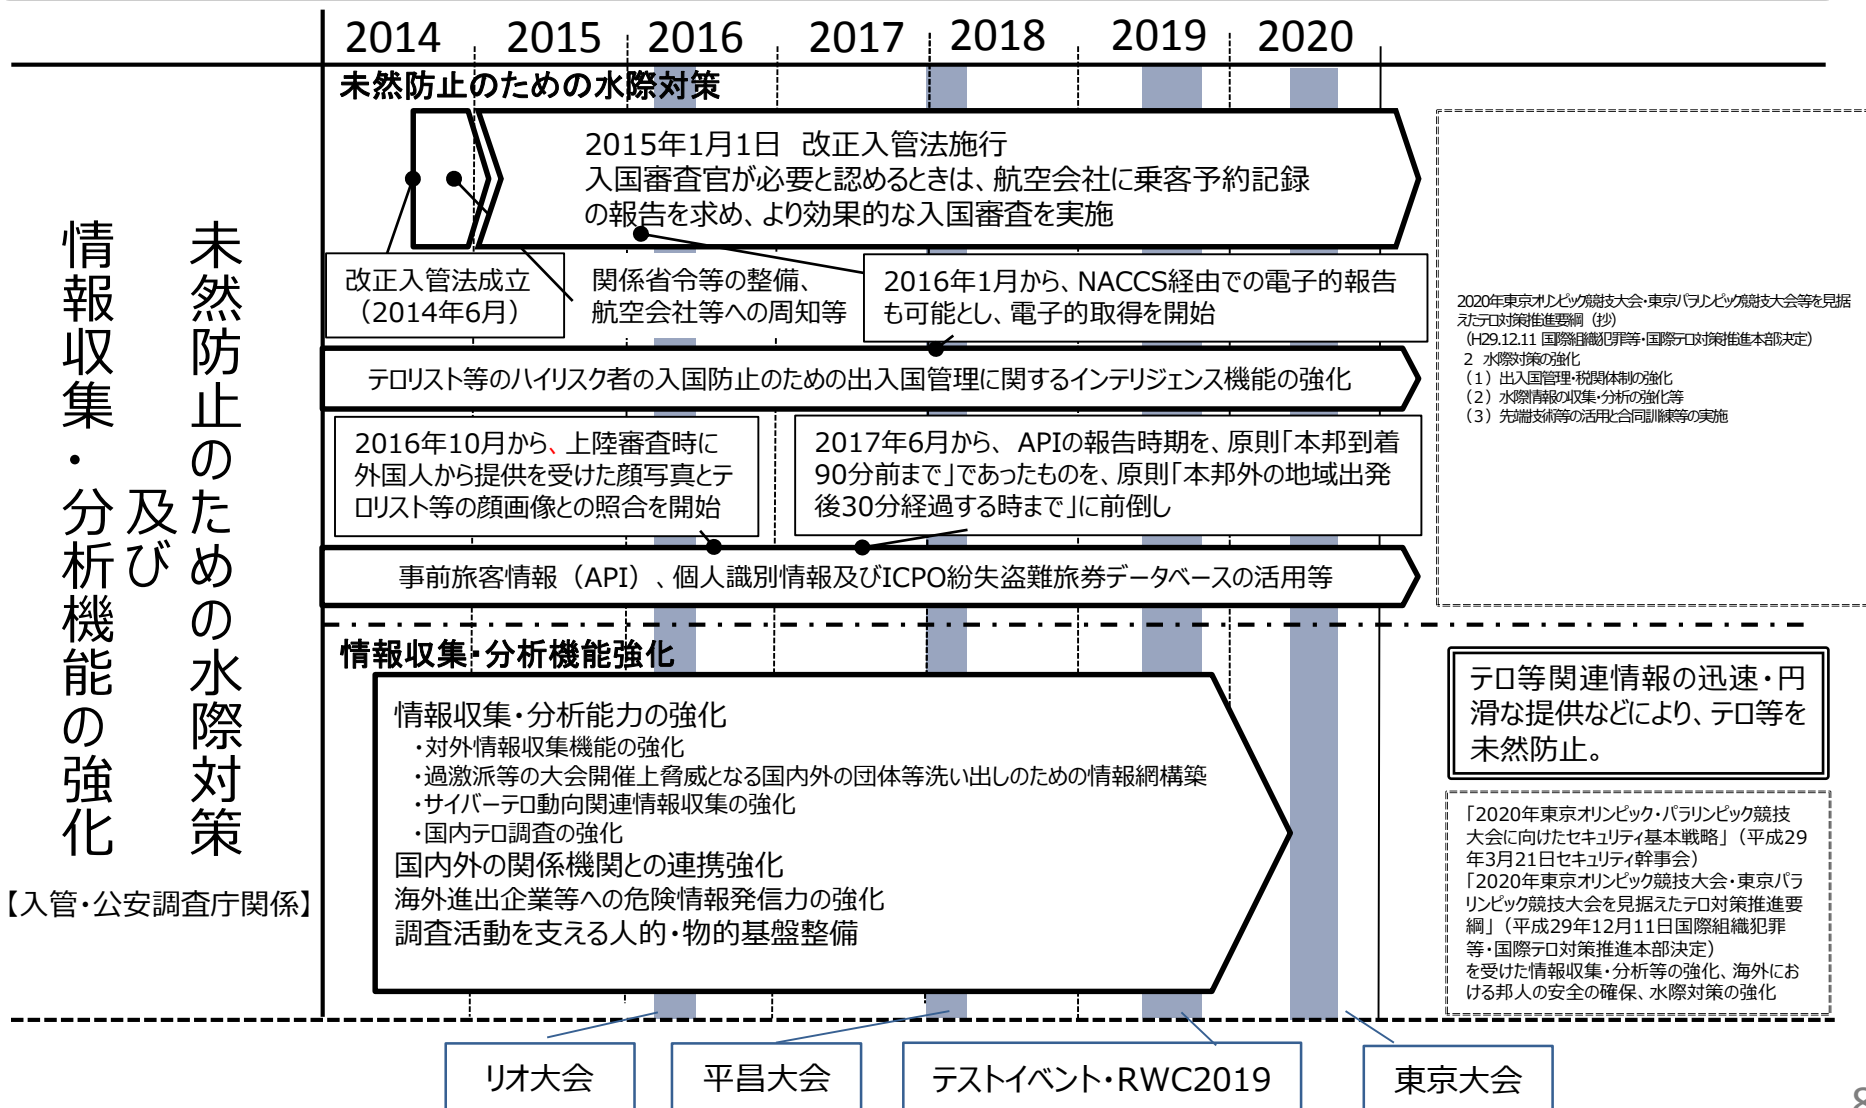 2014 2015 2016 2017 2018 2019 2020
未然防止のための水際対策
及び
情報収集・分析機能の強化
【入管・公安調査庁関係】
未然防止のための水際対策
2015年1月1日 改正入管法施行
入国審査官が必要と認めるときは、航空会社に乗客予約記録
の報告を求め、より効果的な入国審査を実施
改正入管法成立
（2014年6月）
関係省令等の整備、
航空会社等への周知等
2016年1月から、NACCS経由での電子的報告
も可能とし、電子的取得を開始
テロリスト等のハイリスク者の入国防止のための出入国管理に関するインテリジェンス機能の強化
2016年10月から、上陸審査時に
外国人から提供を受けた顔写真とテ
ロリスト等の顔画像との照合を開始
2017年6月から、 APIの報告時期を、原則「本邦到着
90分前まで」であったものを、原則「本邦外の地域出発
後30分経過する時まで」に前倒し
事前旅客情報（API）、個人識別情報及びICPO紛失盗難旅券データベースの活用等
2020年東京オリンピック競技大会・東京パラリンピック競技大会等を見据
えたテロ対策推進要綱（抄）
（H29.12.11 国際組織犯罪等・国際テロ対策推進本部決定）
2 水際対策の強化
（1）出入国管理・税関体制の強化
（2）水際情報の収集・分析の強化等
（3）先端技術等の活用と合同訓練等の実施
情報収集・分析機能強化
情報収集・分析能力の強化
・対外情報収集機能の強化
・過激派等の大会開催上脅威となる国内外の団体等洗い出しのための情報網構築
・サイバーテロ動向関連情報収集の強化
・国内テロ調査の強化
国内外の関係機関との連携強化
海外進出企業等への危険情報発信力の強化
調査活動を支える人的・物的基盤整備
テロ等関連情報の迅速・円
滑な提供などにより、テロ等を
未然防止。
「2020年東京オリンピック・パラリンピック競技
大会に向けたセキュリティ基本戦略」（平成29
年3月21日セキュリティ幹事会）
「2020年東京オリンピック競技大会・東京パラ
リンピック競技大会を見据えたテロ対策推進要
綱」（平成29年12月11日国際組織犯罪
等・国際テロ対策推進本部決定）
を受けた情報収集・分析等の強化、海外にお
ける邦人の安全の確保、水際対策の強化
リオ大会
平昌大会
テストイベント・RWC2019
東京大会